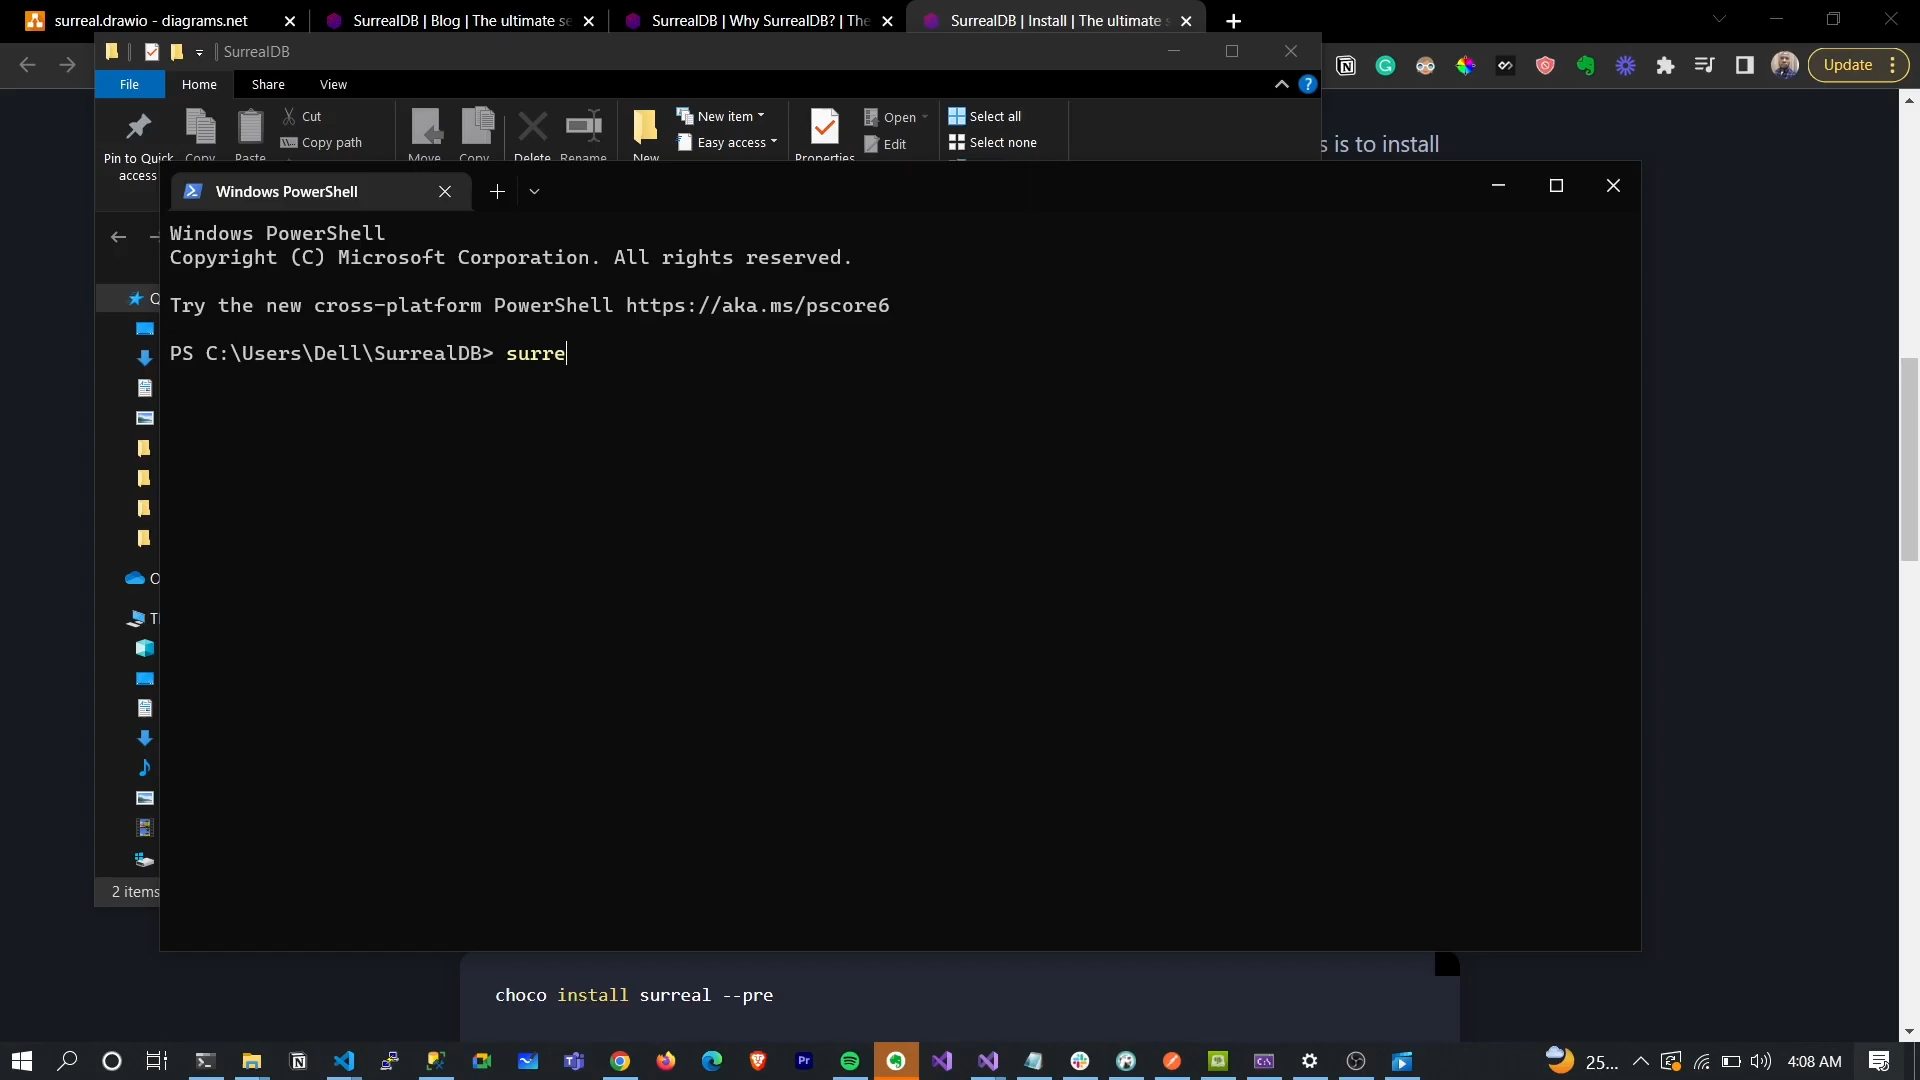 surreal.drawio - diagrams.net
SurrealDB | Blog | The ultimate se
SurrealDB | Why SurrealDB? | The
SurrealDB | Install | The ultimate s
SurrealDB
File
Home
Share
View
Update
Pin to Quick
access
Copy
Paste
Cut
Copy path
Move
Copy
Delete
Rename
New
New item
Easy access
Properties
Open
Edit
Select all
Select none
s is to install
Windows PowerShell
Windows PowerShell
Copyright (C) Microsoft Corporation. All rights reserved.
Try the new cross-platform PowerShell https://aka.ms/pscore6
PS C:\Users\Dell\SurrealDB> surre
2 items
choco install surreal --pre
25...
4:08 AM